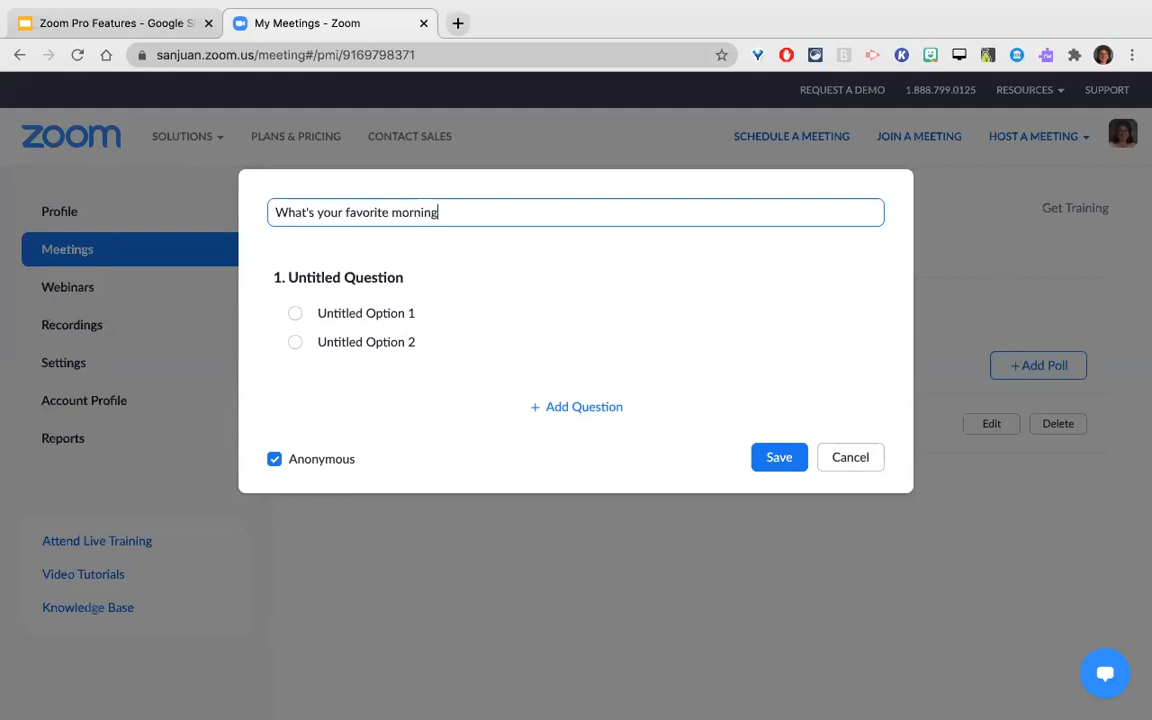 Zoom Pro Features - Google S
My Meetings - Zoom
sanjuan.zoom.us/meeting#/pmi/9169798371
REQUEST A DEMO 1.888.799.0125 RESOURCES SUPPORT
zoom SOLUTIONS PLANS & PRICING CONTACT SALES SCHEDULE A MEETING JOIN A MEETING HOST A MEETING
Profile
Meetings
Webinars
Recordings
Settings
Account Profile
Reports
Attend Live Training
Video Tutorials
Knowledge Base
Get Training
What's your favorite morning
1. Untitled Question
Untitled Option 1
Untitled Option 2
+ Add Question
Anonymous
Save Cancel
+ Add Poll
Edit Delete